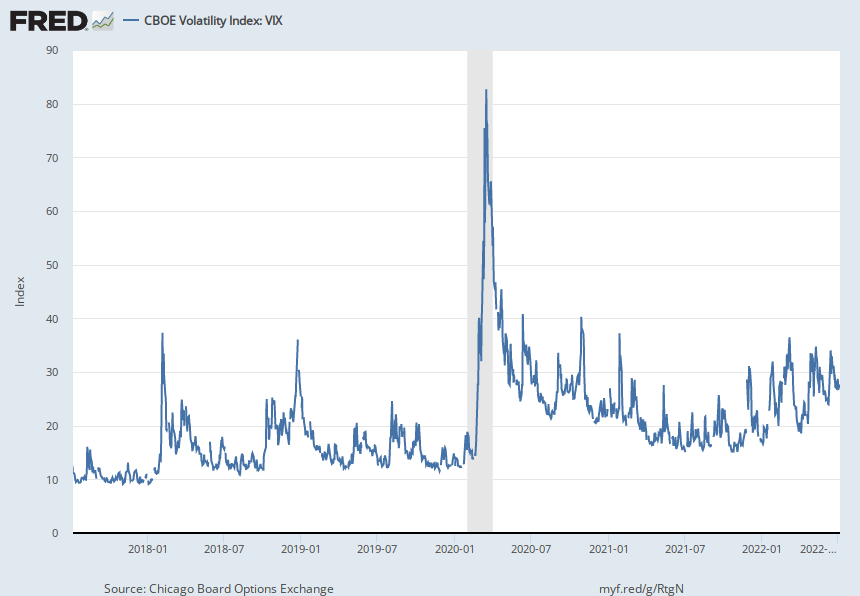 FRED
CBOE Volatility Index: VIX
90
80
70
60
50
40
30
20
10
0
Index
2018-01 2018-07 2019-01 2019-07 2020-01 2020-07 2021-01 2021-07 2022-01 2022-...
Source: Chicago Board Options Exchange
myf.red/g/RtgN